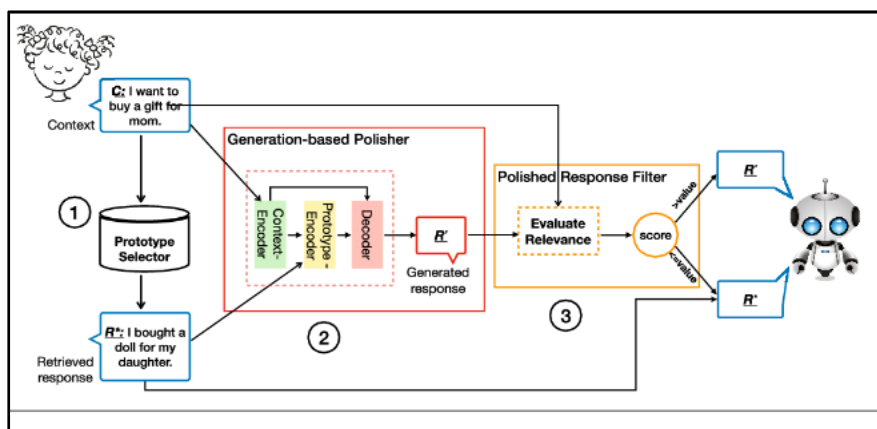 C: I want to
buy a gift for
mom.
Context
1
Prototype
Selector
R*: I bought a
doll for my
daughter.
Retrieved
response
Generation-based Polisher
Context-
Encoder
Prototype -
Encoder
Decoder
R'
Generated
response
2
Polished Response Filter
Evaluate
Relevance
score
>value
<=value
3
R'
R*